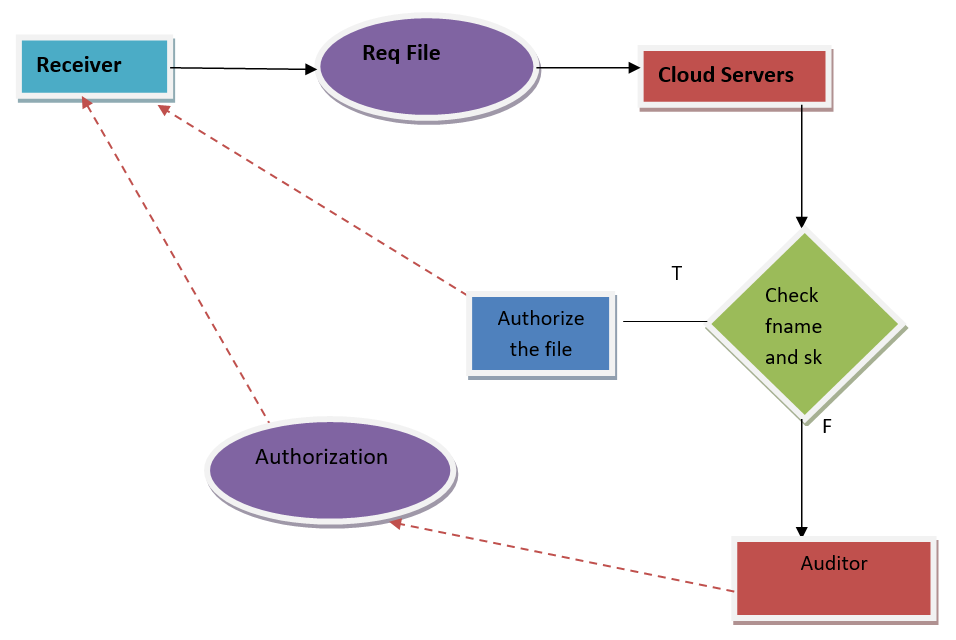 Receiver
Req File
Cloud Servers
T
Check
fname
and sk
Authorize
the file
F
Authorization
Auditor